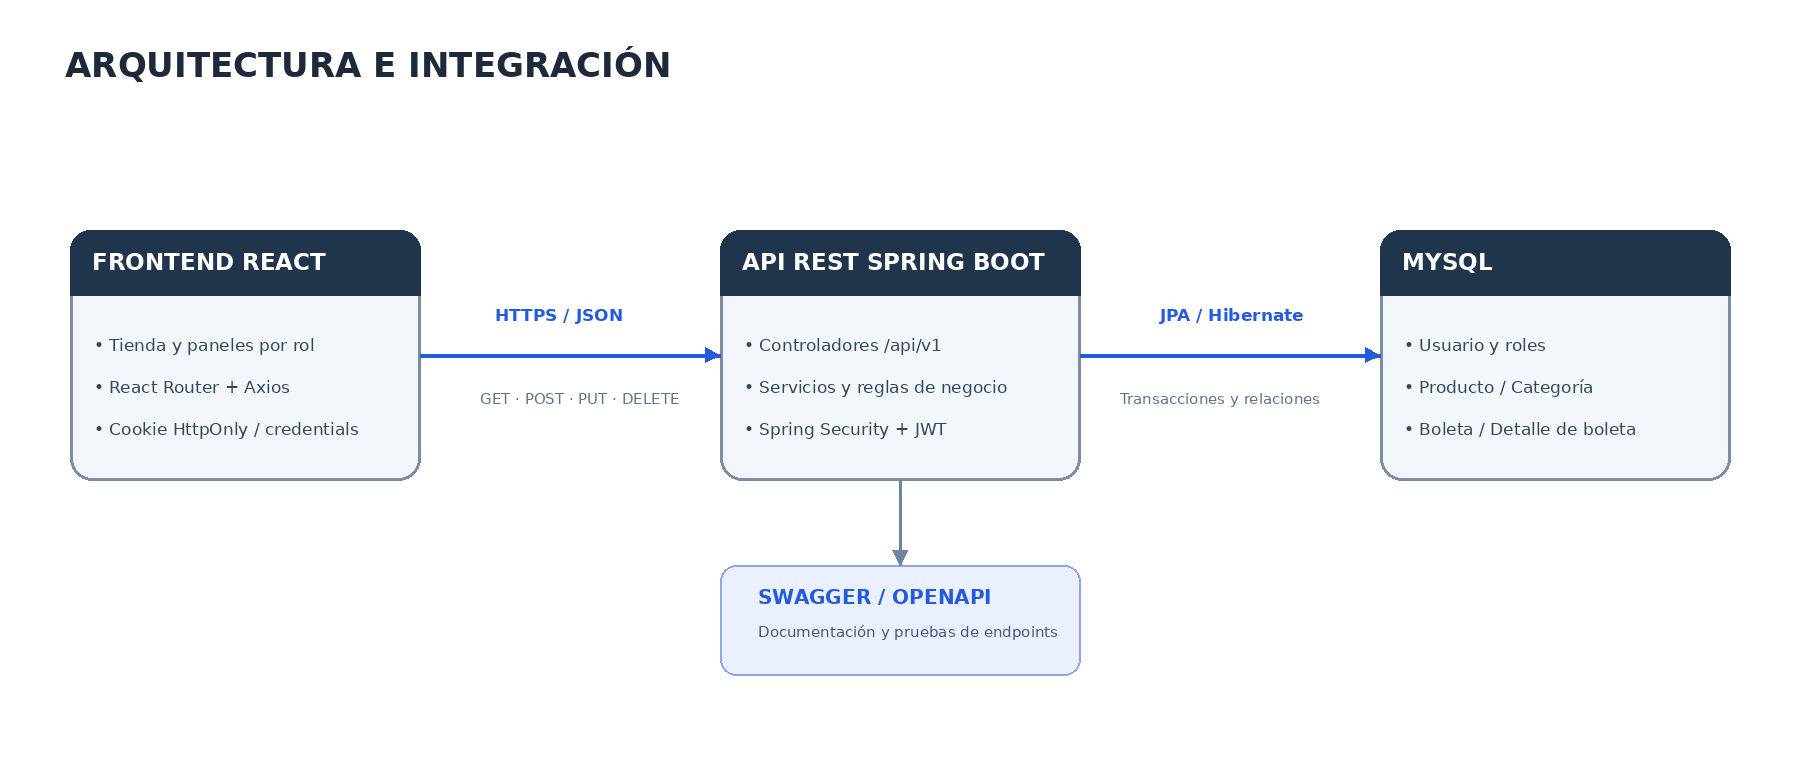 ARQUITECTURA E INTEGRACIÓN
FRONTEND REACT
• Tienda y paneles por rol
• React Router + Axios
• Cookie HttpOnly / credentials
HTTPS / JSON
GET · POST · PUT · DELETE
API REST SPRING BOOT
• Controladores /api/v1
• Servicios y reglas de negocio
• Spring Security + JWT
JPA / Hibernate
Transacciones y relaciones
MYSQL
• Usuario y roles
• Producto / Categoría
• Boleta / Detalle de boleta
SWAGGER / OPENAPI
Documentación y pruebas de endpoints